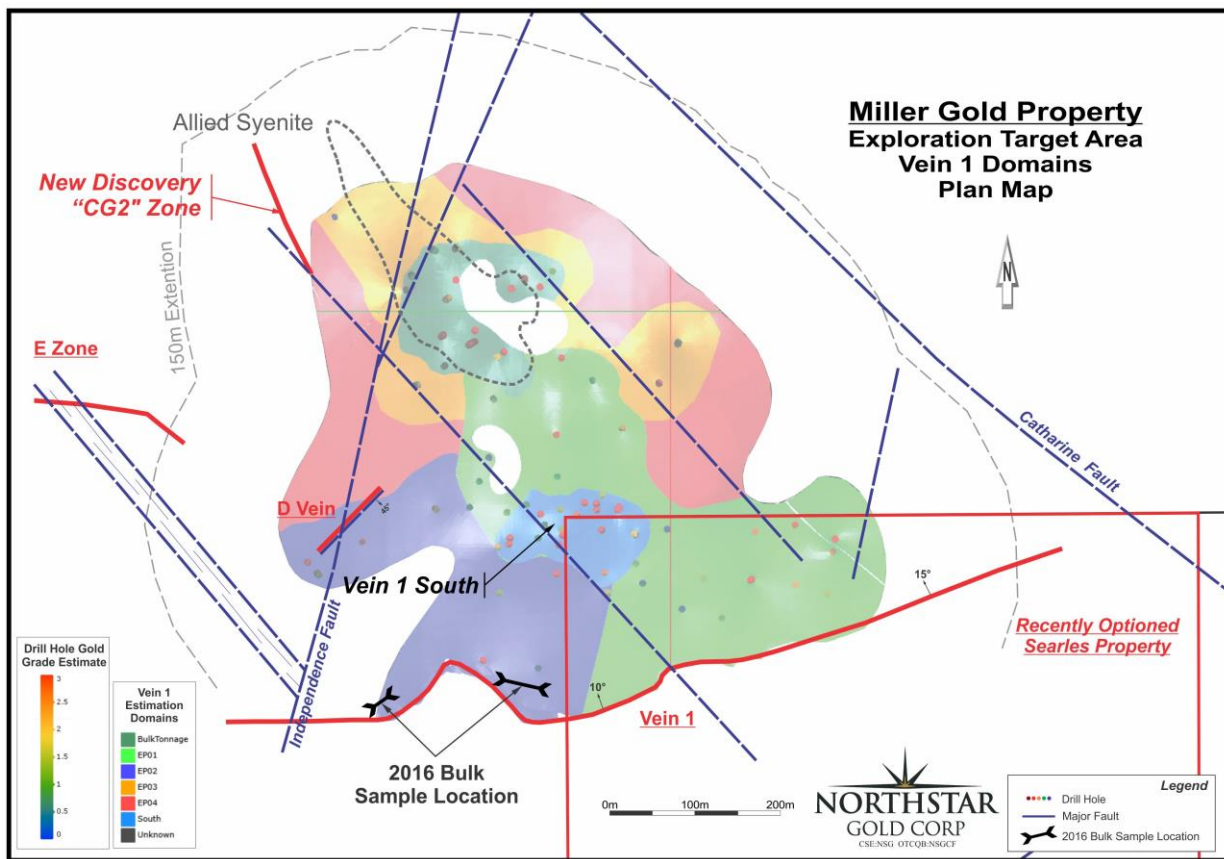 Miller Gold Property
Exploration Target Area
Vein 1 Domains
Plan Map
N
Allied Syenite
New Discovery
“CG2" Zone
150m Extention
E Zone
Catharine Fault
D Vein
45°
Vein 1 South
15°
Recently Optioned
Searles Property
Independence Fault
10°
Vein 1
2016 Bulk
Sample Location
Drill Hole Gold
Grade Estimate
3
2.5
2
1.5
1
0.5
0
Vein 1
Estimation
Domains
BulkTonnage
EP01
EP02
EP03
EP04
South
Unknown
0m 100m 200m
NORTHSTAR
GOLD CORP
CSE:NSG OTCQB:NSGCF
Legend
Drill Hole
Major Fault
2016 Bulk Sample Location